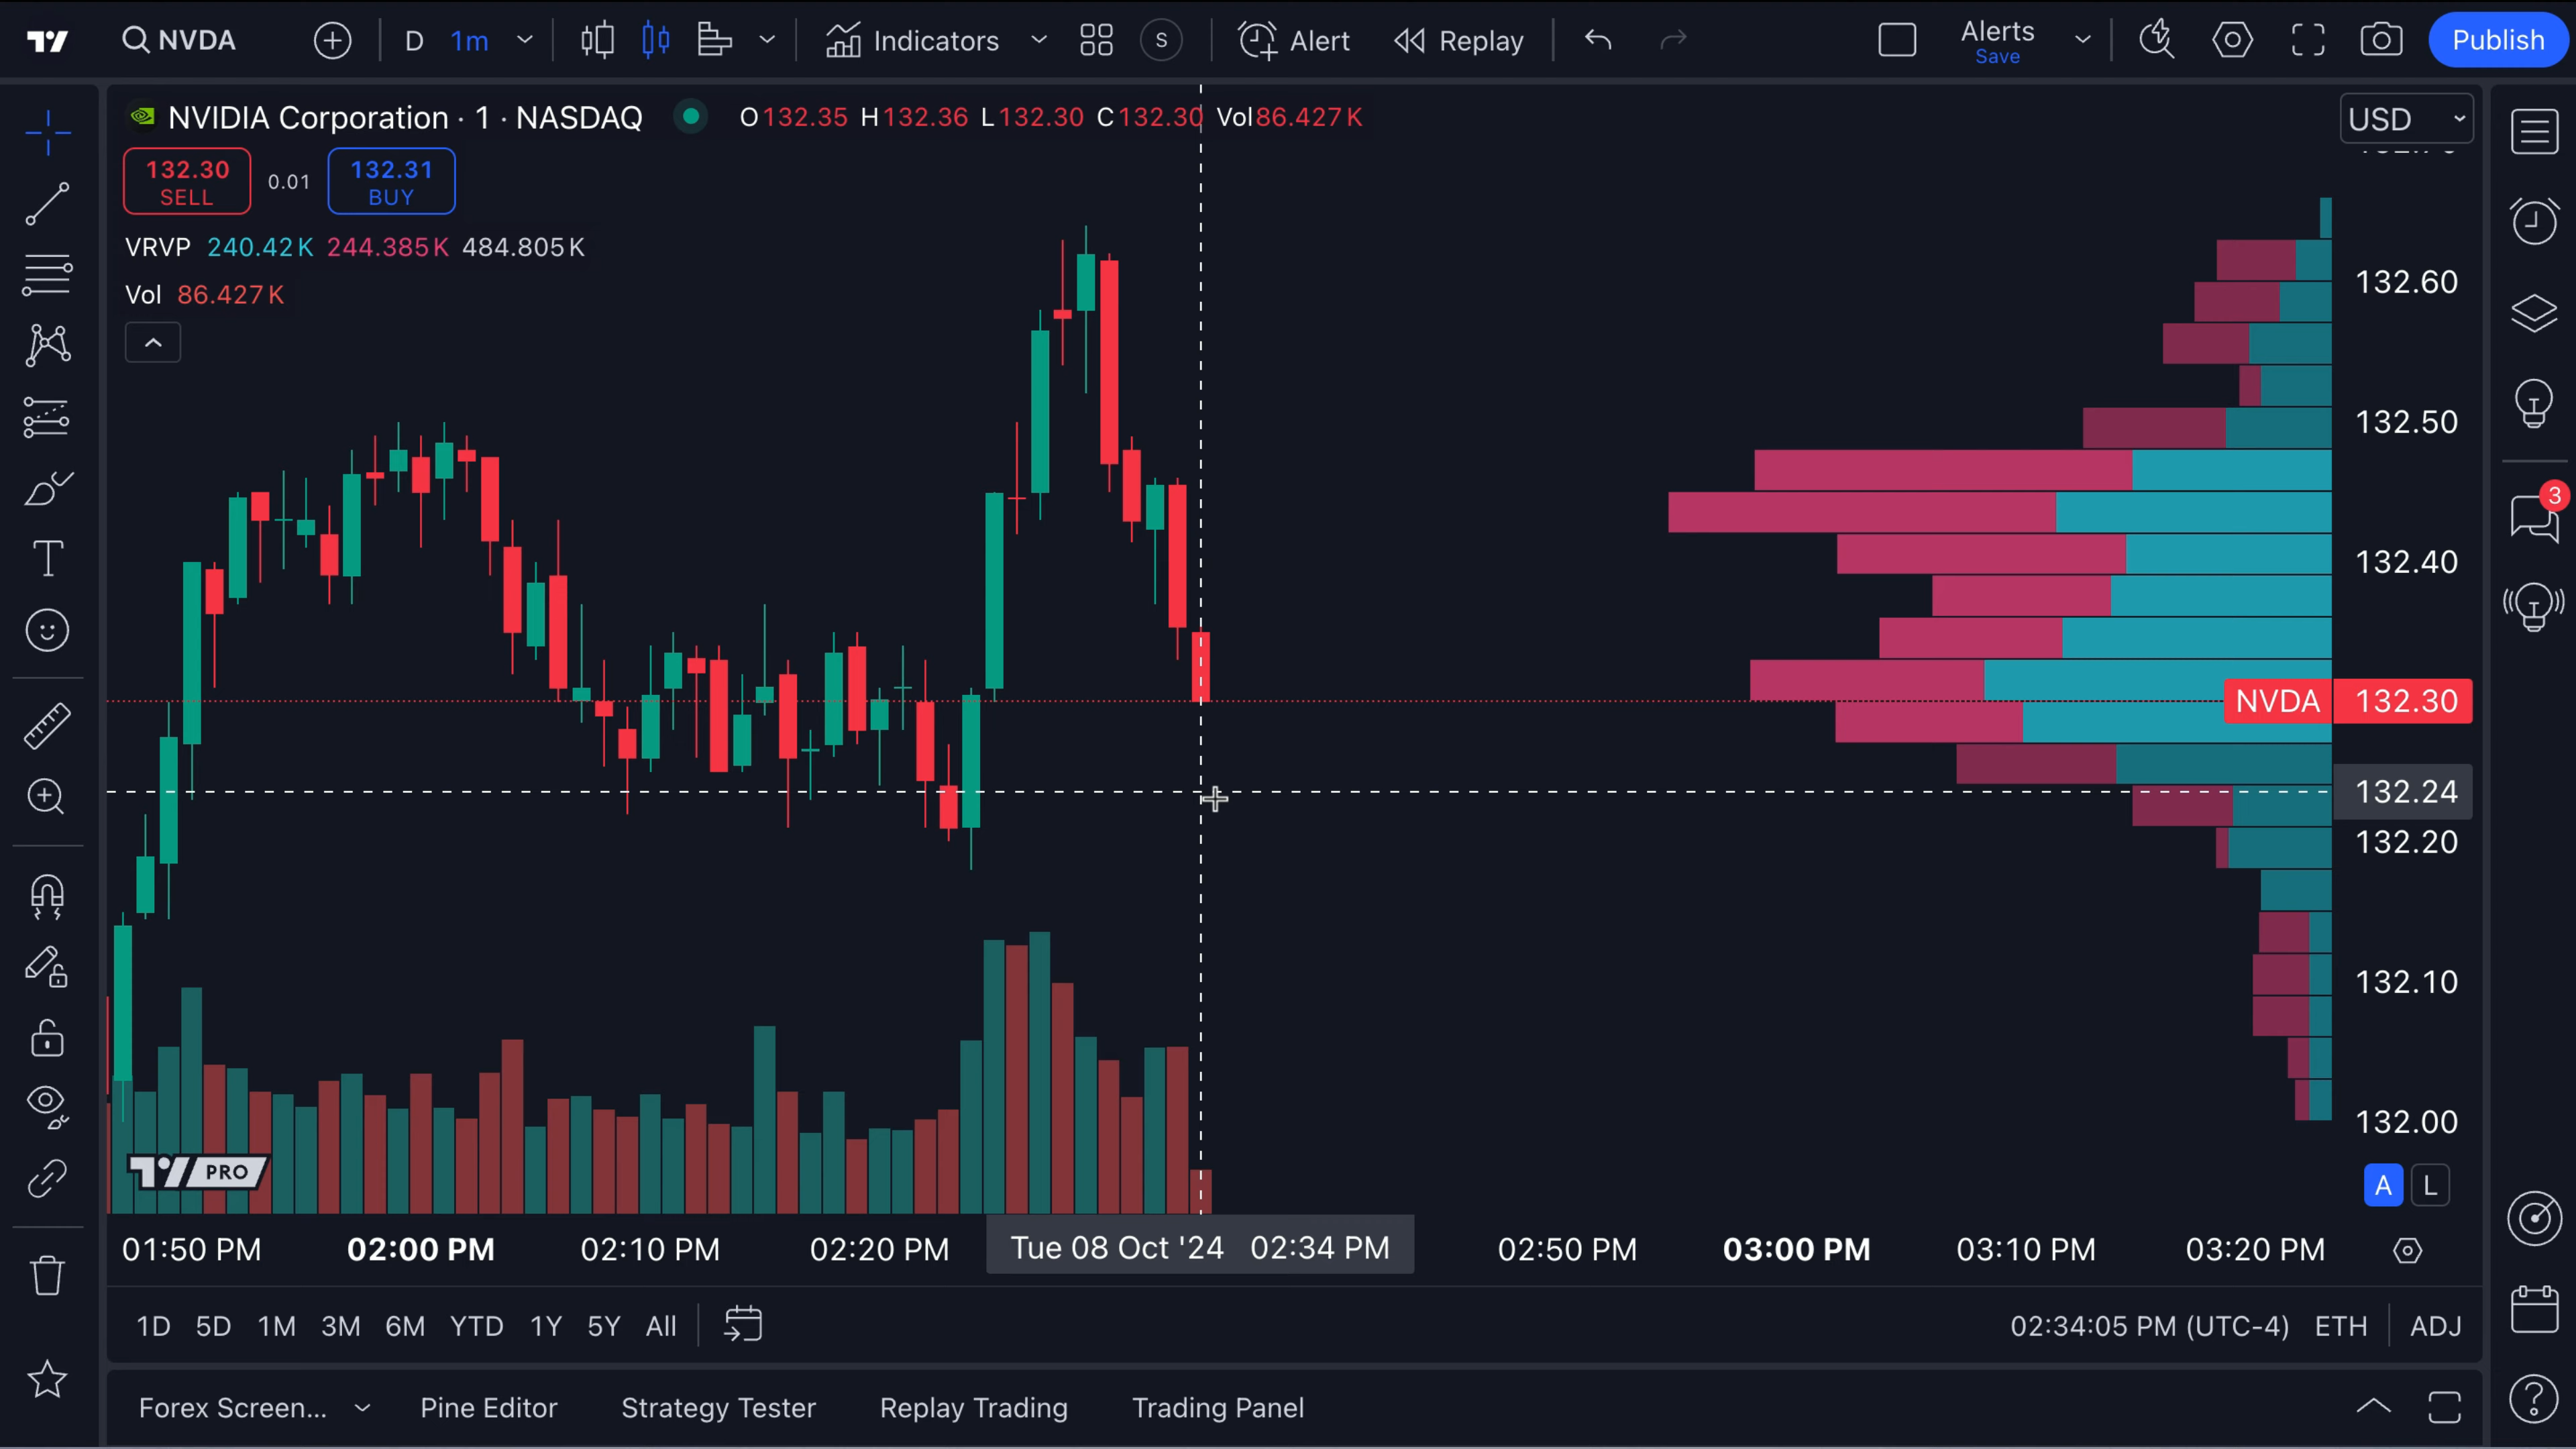 NVDA D 1m Indicators S Alert Replay Alerts Save Publish
NVIDIA Corporation · 1 · NASDAQ O132.35 H132.36 L132.30 C132.30 Vol86.427K USD
132.30 SELL 0.01 132.31 BUY
VRVP 240.42K 244.385K 484.805K
Vol 86.427K
132.60
132.50
3
132.40
NVDA 132.30
132.24
132.20
132.10
132.00
PRO
A L
01:50 PM 02:00 PM 02:10 PM 02:20 PM Tue 08 Oct '24 02:34 PM 02:50 PM 03:00 PM 03:10 PM 03:20 PM
1D 5D 1M 3M 6M YTD 1Y 5Y All 02:34:05 PM (UTC-4) ETH ADJ
Forex Screen... Pine Editor Strategy Tester Replay Trading Trading Panel